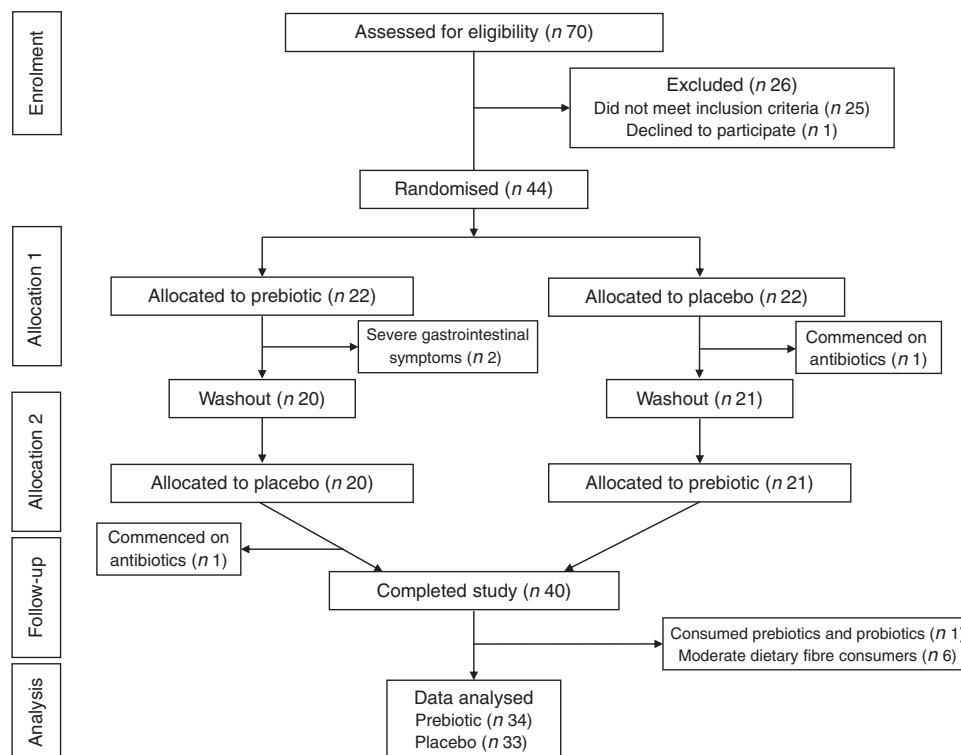 Enrolment
Assessed for eligibility (n 70)
Excluded (n 26)
Did not meet inclusion criteria (n 25)
Declined to participate (n 1)
Randomised (n 44)
Allocation 1
Allocated to prebiotic (n 22)
Allocated to placebo (n 22)
Severe gastrointestinal
symptoms (n 2)
Commenced on
antibiotics (n 1)
Washout (n 20)
Washout (n 21)
Allocation 2
Allocated to placebo (n 20)
Allocated to prebiotic (n 21)
Commenced on
antibiotics (n 1)
Follow-up
Completed study (n 40)
Consumed prebiotics and probiotics (n 1)
Moderate dietary fibre consumers (n 6)
Analysis
Data analysed
Prebiotic (n 34)
Placebo (n 33)